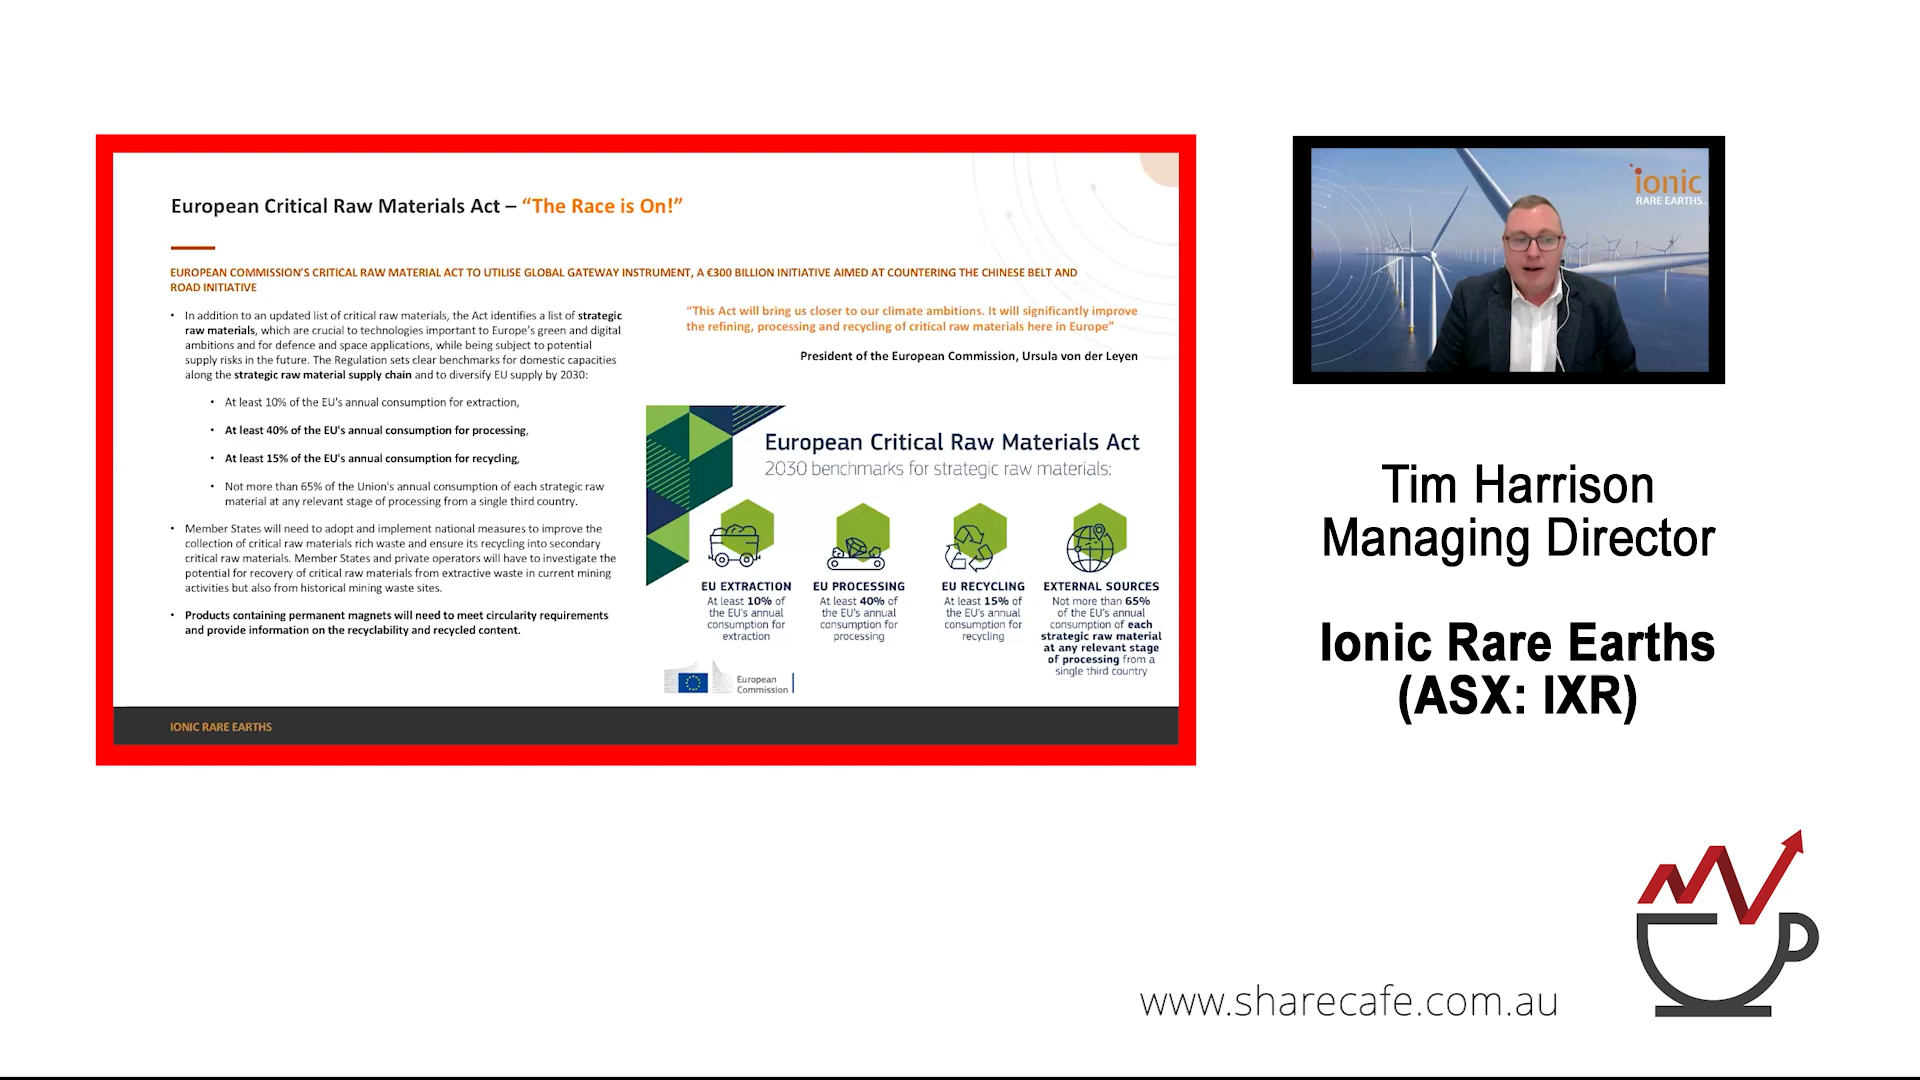 European Critical Raw Materials Act – “The Race is On!”
EUROPEAN COMMISSION’S CRITICAL RAW MATERIAL ACT TO UTILISE GLOBAL GATEWAY INSTRUMENT, A €300 BILLION INITIATIVE AIMED AT COUNTERING THE CHINESE BELT AND
ROAD INITIATIVE
• In addition to an updated list of critical raw materials, the Act identifies a list of strategic
raw materials, which are crucial to technologies important to Europe’s green and digital
ambitions and for defence and space applications, while being subject to potential
supply risks in the future. The Regulation sets clear benchmarks for domestic capacities
along the strategic raw material supply chain and to diversify EU supply by 2030:
• At least 10% of the EU's annual consumption for extraction,
• At least 40% of the EU's annual consumption for processing,
• At least 15% of the EU's annual consumption for recycling,
• Not more than 65% of the Union's annual consumption of each strategic raw
material at any relevant stage of processing from a single third country.
• Member States will need to adopt and implement national measures to improve the
collection of critical raw materials rich waste and ensure its recycling into secondary
critical raw materials. Member States and private operators will have to investigate the
potential for recovery of critical raw materials from extractive waste in current mining
activities but also from historical mining waste sites.
• Products containing permanent magnets will need to meet circularity requirements
and provide information on the recyclability and recycled content.
“This Act will bring us closer to our climate ambitions. It will significantly improve
the refining, processing and recycling of critical raw materials here in Europe”
President of the European Commission, Ursula von der Leyen
European Critical Raw Materials Act
2030 benchmarks for strategic raw materials:
EU EXTRACTION
At least 10% of
the EU's annual
consumption for
extraction
EU PROCESSING
At least 40% of
the EU's annual
consumption for
processing
EU RECYCLING
At least 15% of
the EU's annual
consumption for
recycling
EXTERNAL SOURCES
Not more than 65%
of the EU's annual
consumption of each
strategic raw material
at any relevant stage
of processing from a
single third country
European
Commission
IONIC RARE EARTHS
ionic
RARE EARTHS
Tim Harrison
Managing Director
Ionic Rare Earths
(ASX: IXR)
www.sharecafe.com.au